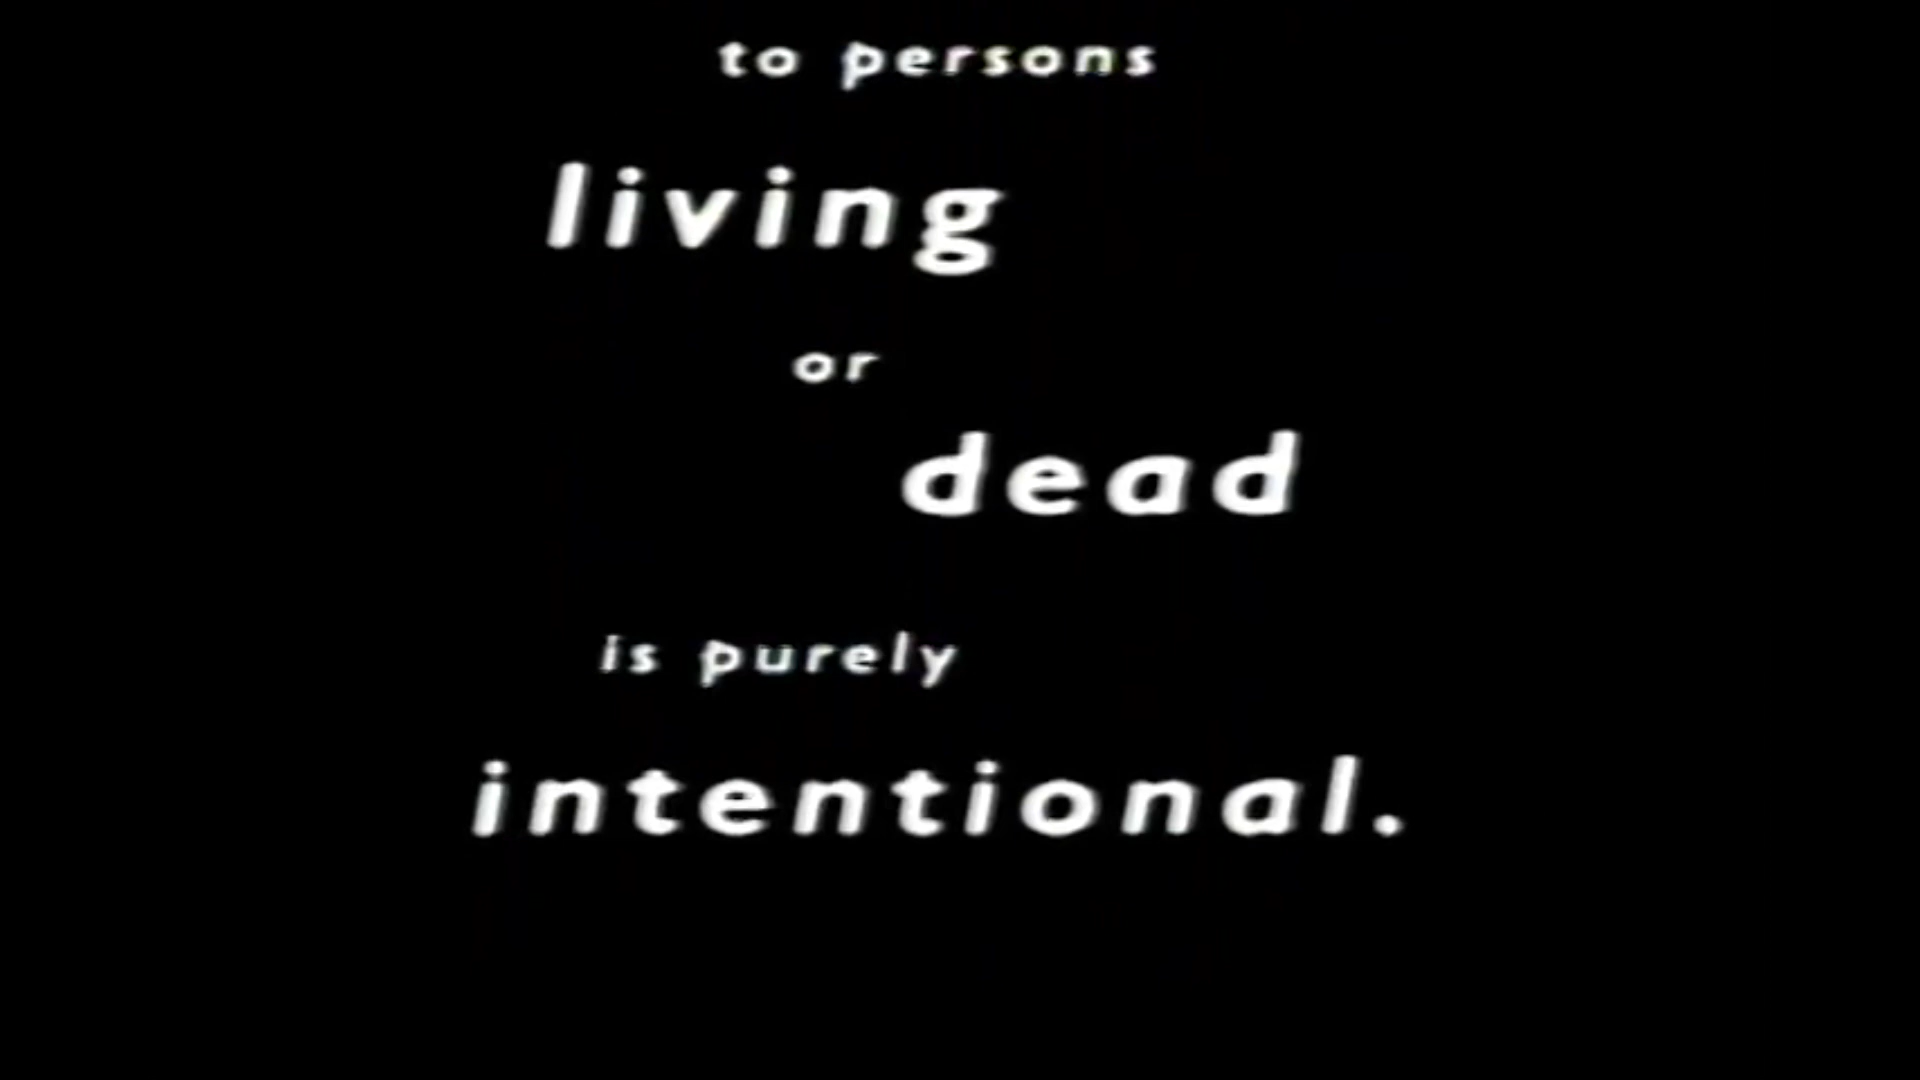 to persons
living
or
dead
is purely
intentional.